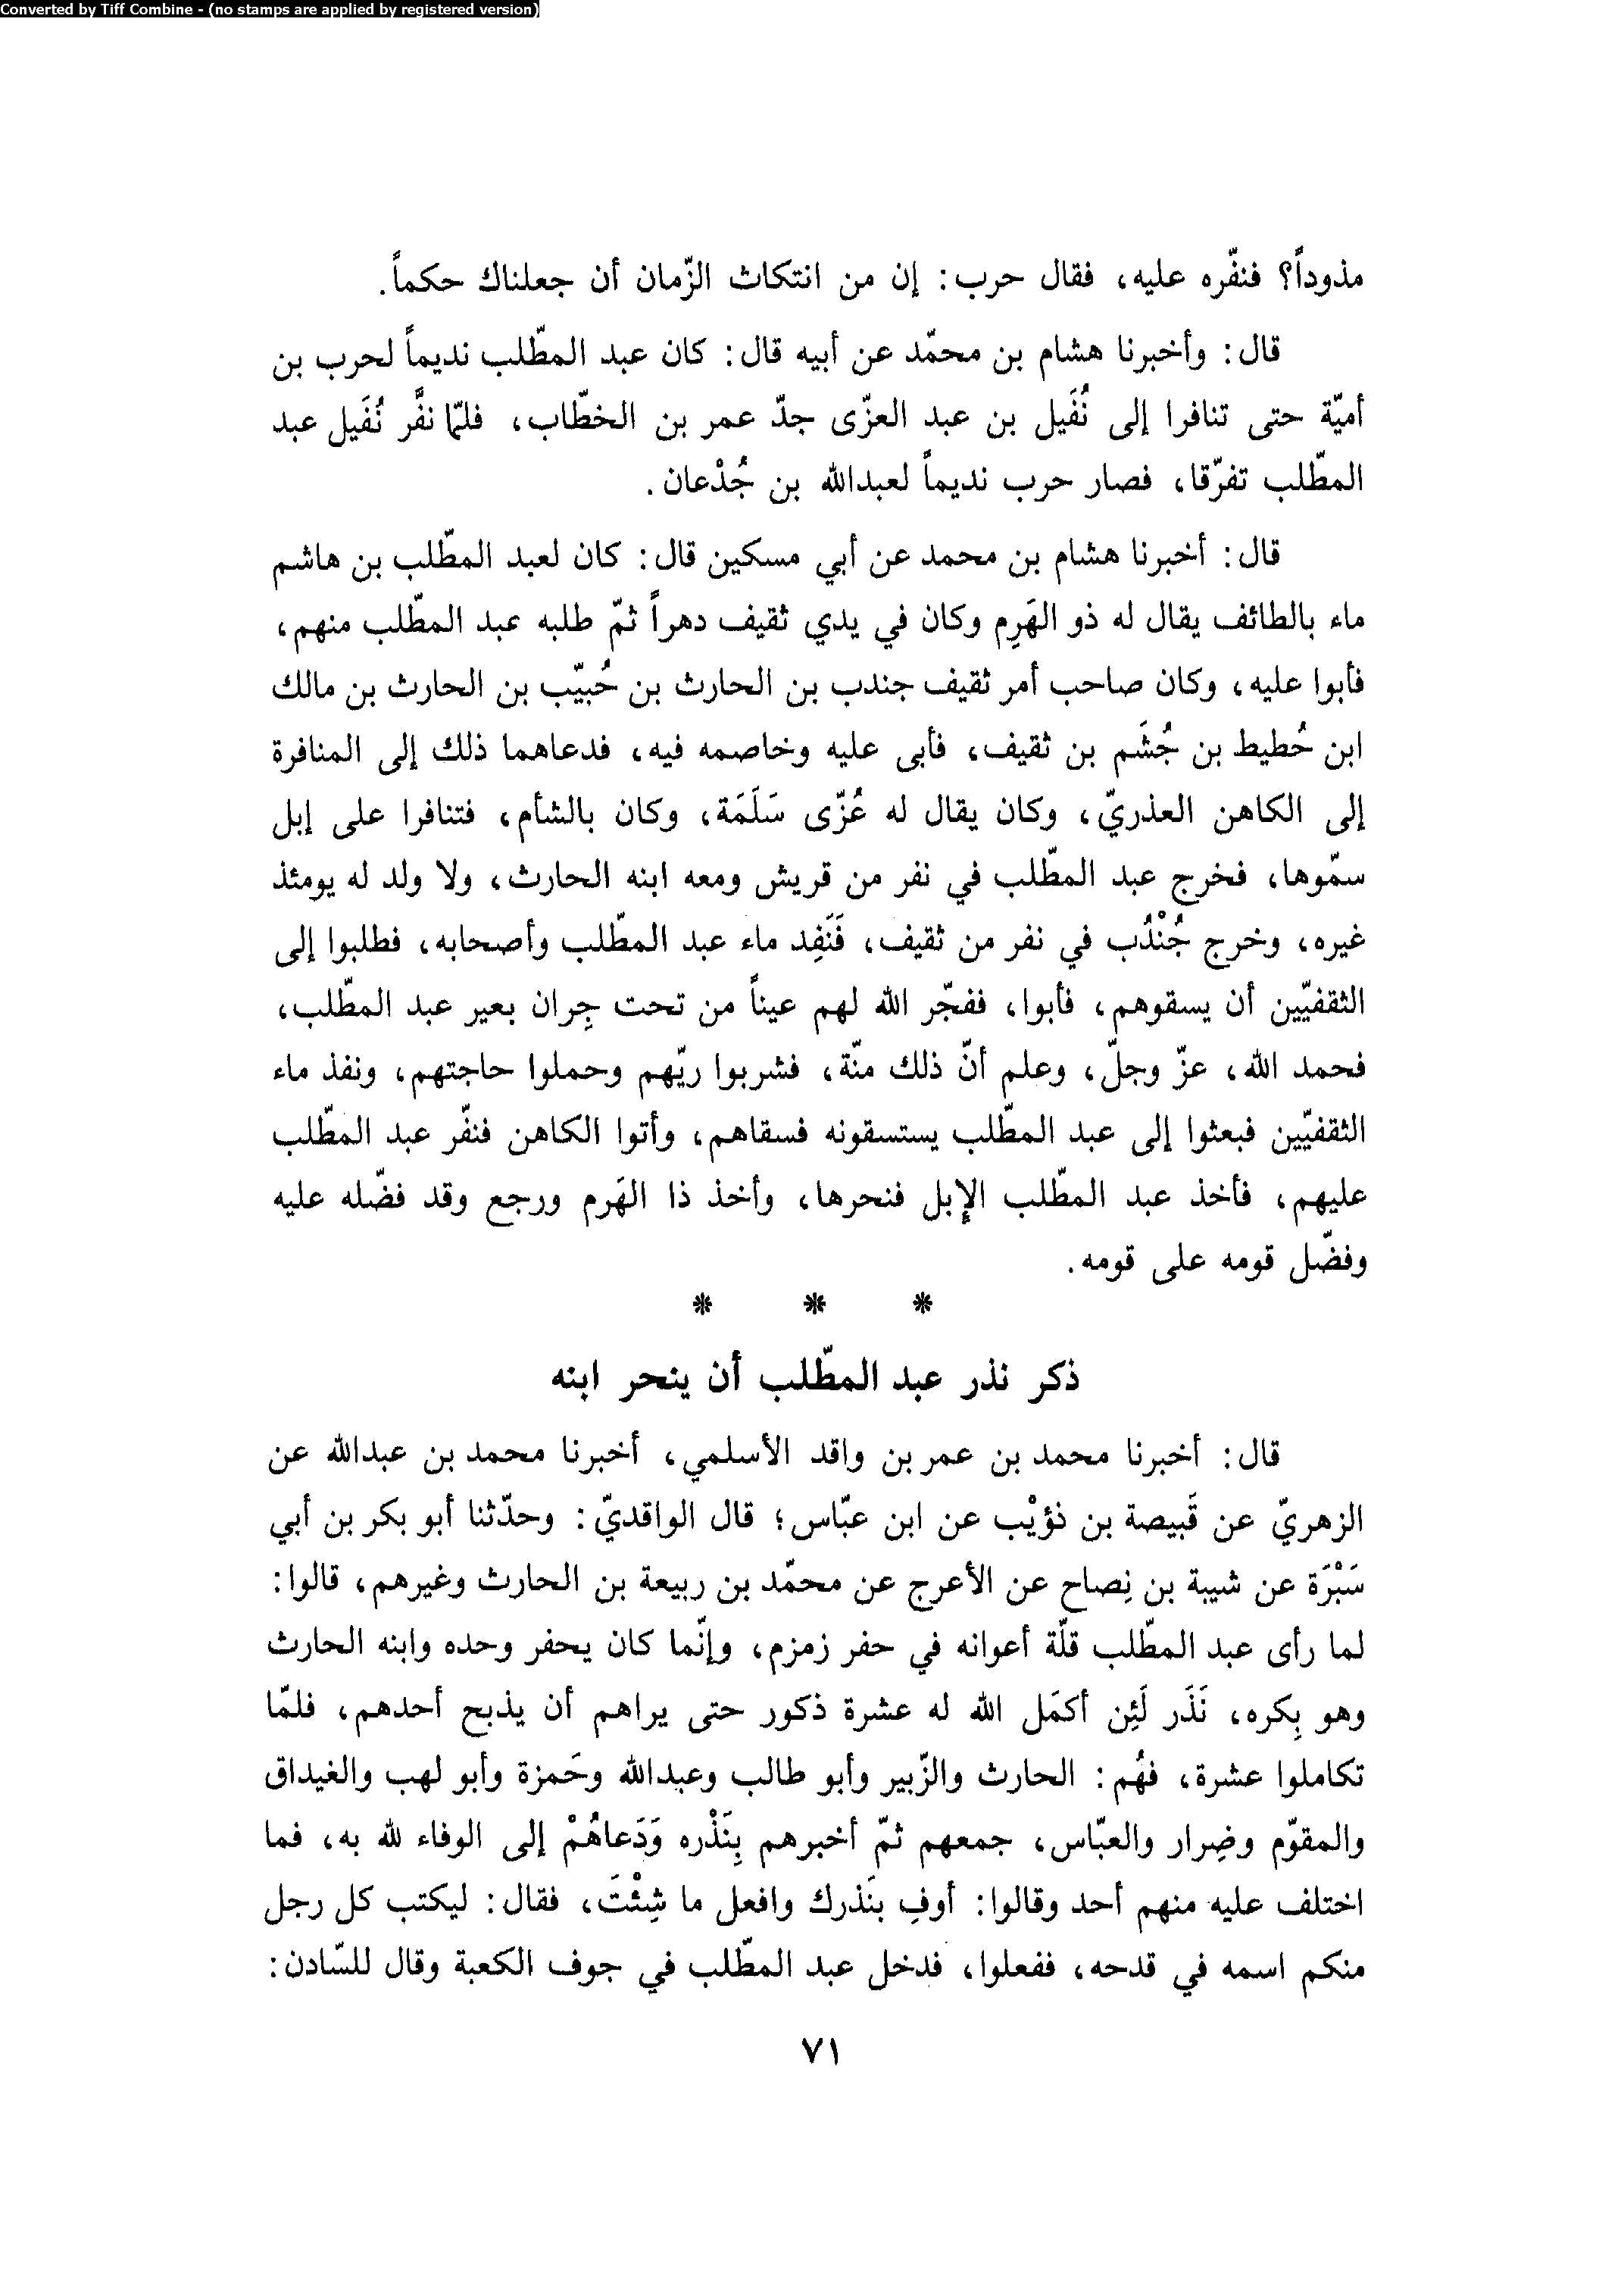 Converted by Tiff Combine - (no stamps are applied by registered version)
مذوداً؟ فنفّره عليه، فقال حرب: إن من انتكاث الزّمان أن جعلناك حكماً.
قال: وأخبرنا هشام بن محمّد عن أبيه قال: كان عبد المطّلب نديماً لحرب بن
أميّة حتى تنافرا إلى نُفَيل بن عبد العزّى جدّ عمر بن الخطّاب، فلمّا نفَّر نُفَيل عبد
المطّلب تفرّقا، فصار حرب نديماً لعبدالله بن جُدْعان.
قال: أخبرنا هشام بن محمد عن أبي مسكين قال: كان لعبد المطّلب بن هاشم
ماء بالطائف يقال له ذو الهَرِم وكان في يدي ثقيف دهراً ثمّ طلبه عبد المطّلب منهم،
فأبوا عليه، وكان صاحب أمر ثقيف جندب بن الحارث بن حُبيّب بن الحارث بن مالك
ابن حُطيط بن جُشَم بن ثقيف، فأبى عليه وخاصمه فيه، فدعاهما ذلك إلى المنافرة
إلى الكاهن العذريّ، وكان يقال له عُزّى سَلَمَة، وكان بالشأم، فتنافرا على إبل
سمّوها، فخرج عبد المطّلب في نفر من قريش ومعه ابنه الحارث، ولا ولد له يومئذ
غيره، وخرج جُنْدُب في نفر من ثقيف، فَنَفِد ماء عبد المطّلب وأصحابه، فطلبوا إلى
الثقفيّين أن يسقوهم، فأبوا، ففجّر الله لهم عيناً من تحت جِران بعير عبد المطّلب،
فحمد الله، عزّ وجلّ، وعلم أنّ ذلك منّة، فشربوا ريّهم وحملوا حاجتهم، ونفذ ماء
الثقفيّين فبعثوا إلى عبد المطّلب يستسقونه فسقاهم، وأتوا الكاهن فنفّر عبد المطّلب
عليهم، فأخذ عبد المطّلب الإبل فنحرها، وأخذ ذا الهَرم ورجع وقد فضّله عليه
وفضّل قومه على قومه.
* * *
ذكر نذر عبد المطّلب أن ينحر ابنه
قال: أخبرنا محمد بن عمر بن واقد الأسلمي، أخبرنا محمد بن عبدالله عن
الزهريّ عن قَبيصة بن ذؤيْب عن ابن عبّاس؛ قال الواقديّ: وحدّثنا أبو بكر بن أبي
سَبْرَة عن شيبة بن نِصاح عن الأعرج عن محمّد بن ربيعة بن الحارث وغيرهم، قالوا:
لما رأى عبد المطّلب قلّة أعوانه في حفر زمزم، وإنّما كان يحفر وحده وابنه الحارث
وهو بِكره، نَذَر لَئِن أكمَل الله له عشرة ذكور حتى يراهم أن يذبح أحدهم، فلمّا
تكاملوا عشرة، فهُم: الحارث والزّبير وأبو طالب وعبدالله وحَمزة وأبو لهب والغيداق
والمقوّم وضِرار والعبّاس، جمعهم ثمّ أخبرهم بِنَذْره وَدَعاهُمْ إلى الوفاء لله به، فما
اختلف عليه منهم أحد وقالوا: أوفِ بنَذرك وافعل ما شِئْتَ، فقال: ليكتب كل رجل
منكم اسمه في قدحه، ففعلوا، فدخل عبد المطّلب في جوف الكعبة وقال للسّادن:
٧١